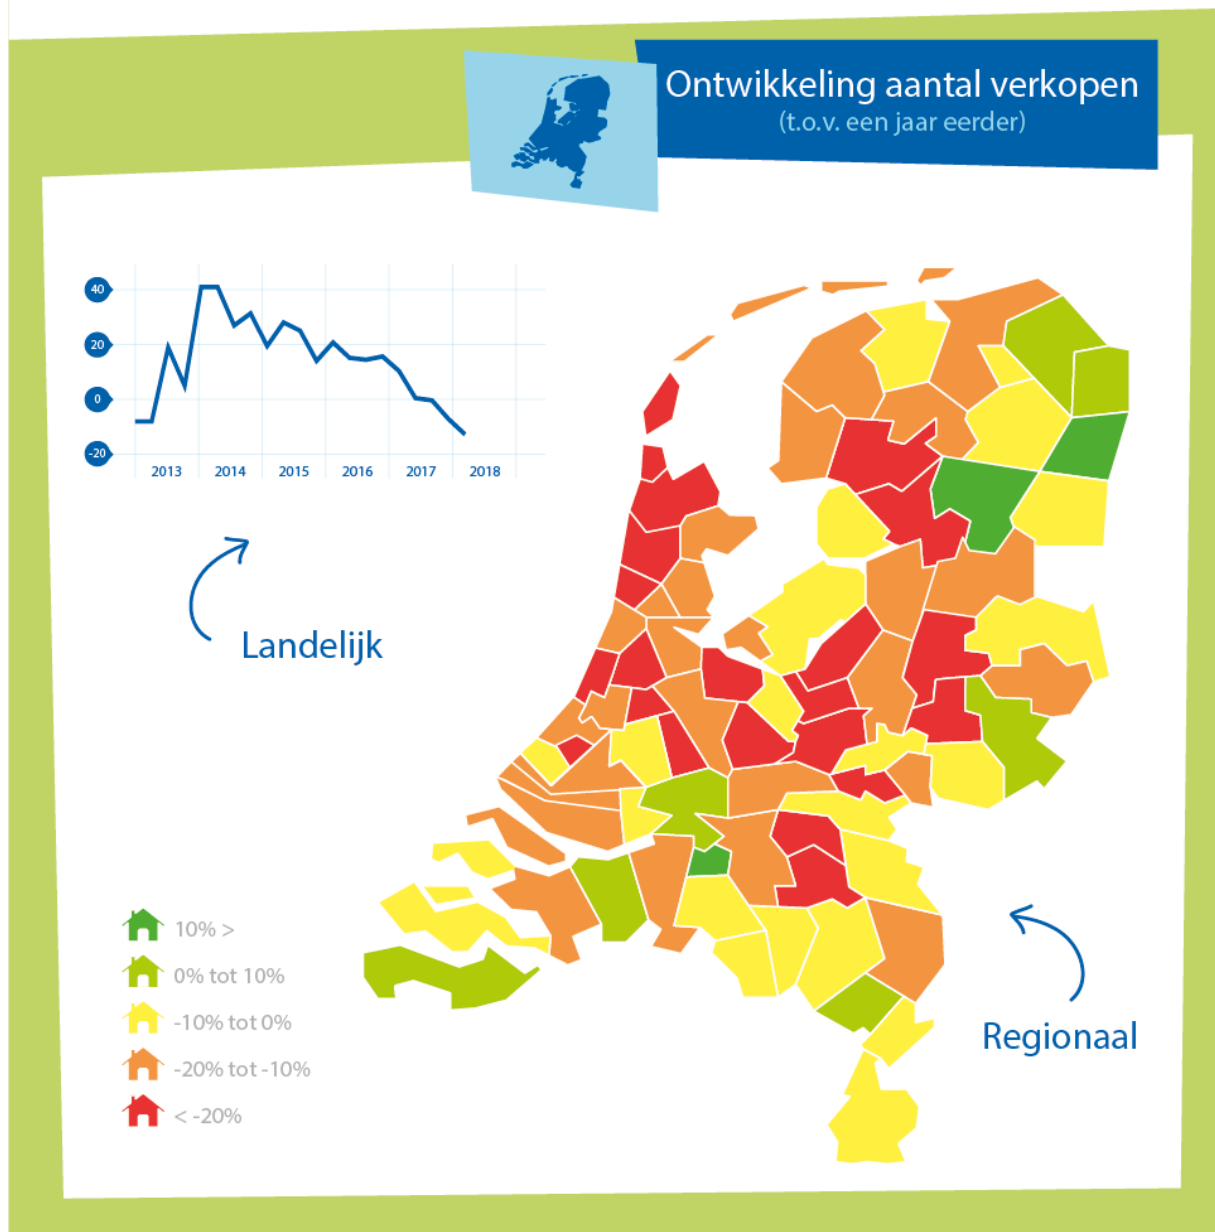 Ontwikkeling aantal verkopen
(t.o.v. een jaar eerder)
40
20
0
-20
2013 2014 2015 2016 2017 2018
Landelijk
10% >
0% tot 10%
-10% tot 0%
-20% tot -10%
< -20%
Regionaal